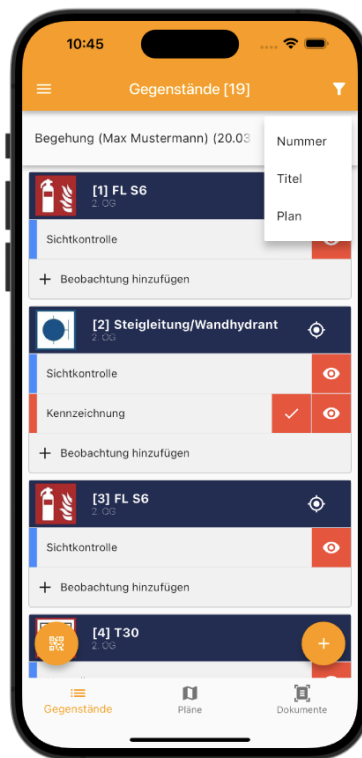 10:45
Gegenstände [19]
Begehung (Max Mustermann) (20.03
Nummer
Titel
Plan
[1] FL S6
2. OG
Sichtkontrolle
Beobachtung hinzufügen
[2] Steigleitung/Wandhydrant
2. OG
Sichtkontrolle
Kennzeichnung
Beobachtung hinzufügen
[3] FL S6
2. OG
Sichtkontrolle
Beobachtung hinzufügen
[4] T30
2. OG
Gegenstände
Pläne
Dokumente